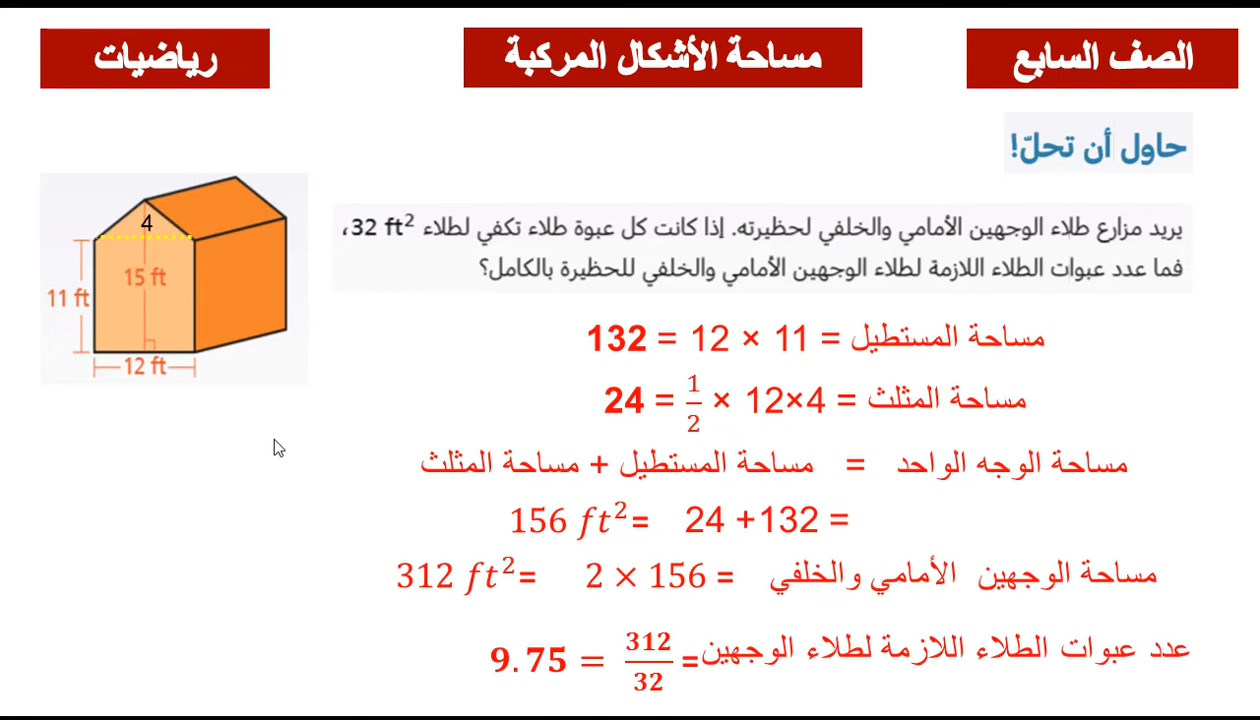 الصف السابع
مساحة الأشكال المركبة
رياضيات
حاول أن تحلّ!
يريد مزارع طلاء الوجهين الأمامي والخلفي لحظيرته. إذا كانت كل عبوة طلاء تكفي لطلاء 32 ft²،
فما عدد عبوات الطلاء اللازمة لطلاء الوجهين الأمامي والخلفي للحظيرة بالكامل؟
4
15 ft
11 ft
12 ft
مساحة المستطيل = 11 × 12 = 132
مساحة المثلث = 4×12 × 1/2 = 24
مساحة الوجه الواحد = مساحة المستطيل + مساحة المثلث
= 132+ 24 = 156 ft²
مساحة الوجهين الأمامي والخلفي = 2 × 156 = 312 ft²
عدد عبوات الطلاء اللازمة لطلاء الوجهين= 312/32 = 9.75